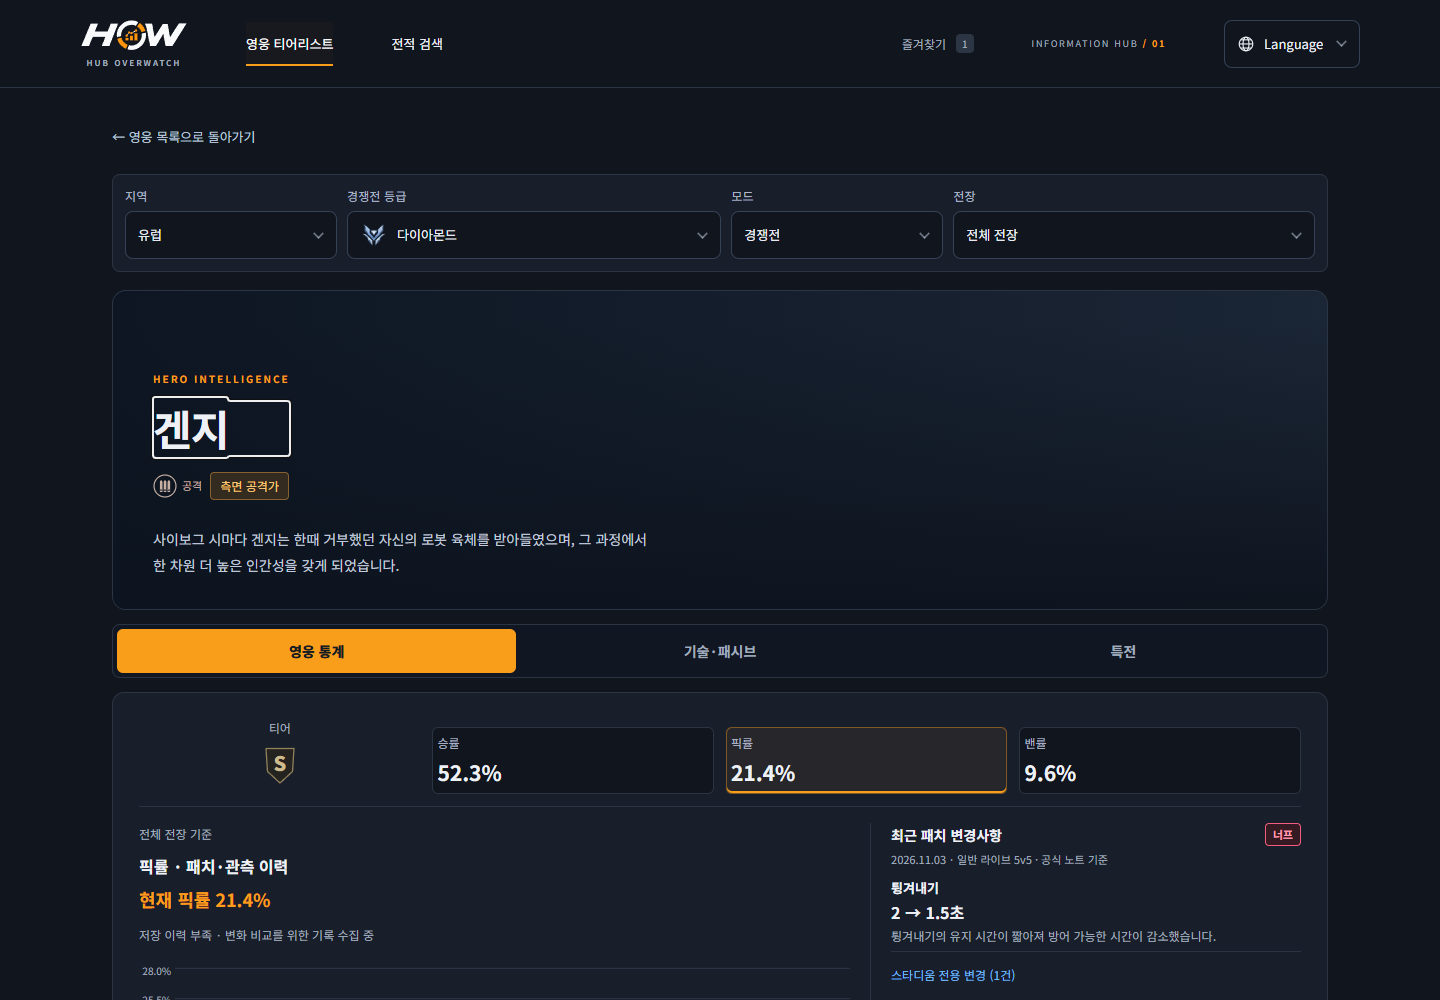 HOW
HUB OVERWATCH
영웅 티어리스트
전적 검색
즐겨찾기 1
INFORMATION HUB / 01
Language
← 영웅 목록으로 돌아가기
지역
경쟁전 등급
모드
전장
유럽
다이아몬드
경쟁전
전체 전장
HERO INTELLIGENCE
겐지
공격
측면 공격가
사이보그 시마다 겐지는 한때 거부했던 자신의 로봇 육체를 받아들였으며, 그 과정에서
한 차원 더 높은 인간성을 갖게 되었습니다.
영웅 통계
기술·패시브
특전
티어
S
승률
52.3%
픽률
21.4%
밴률
9.6%
전체 전장 기준
픽률 · 패치·관측 이력
현재 픽률 21.4%
저장 이력 부족 · 변화 비교를 위한 기록 수집 중
28.0%
25.5%
최근 패치 변경사항
너프
2026.11.03 · 일반 라이브 5v5 · 공식 노트 기준
튕겨내기
2 → 1.5초
튕겨내기의 유지 시간이 짧아져 방어 가능한 시간이 감소했습니다.
스타디움 전용 변경 (1건)